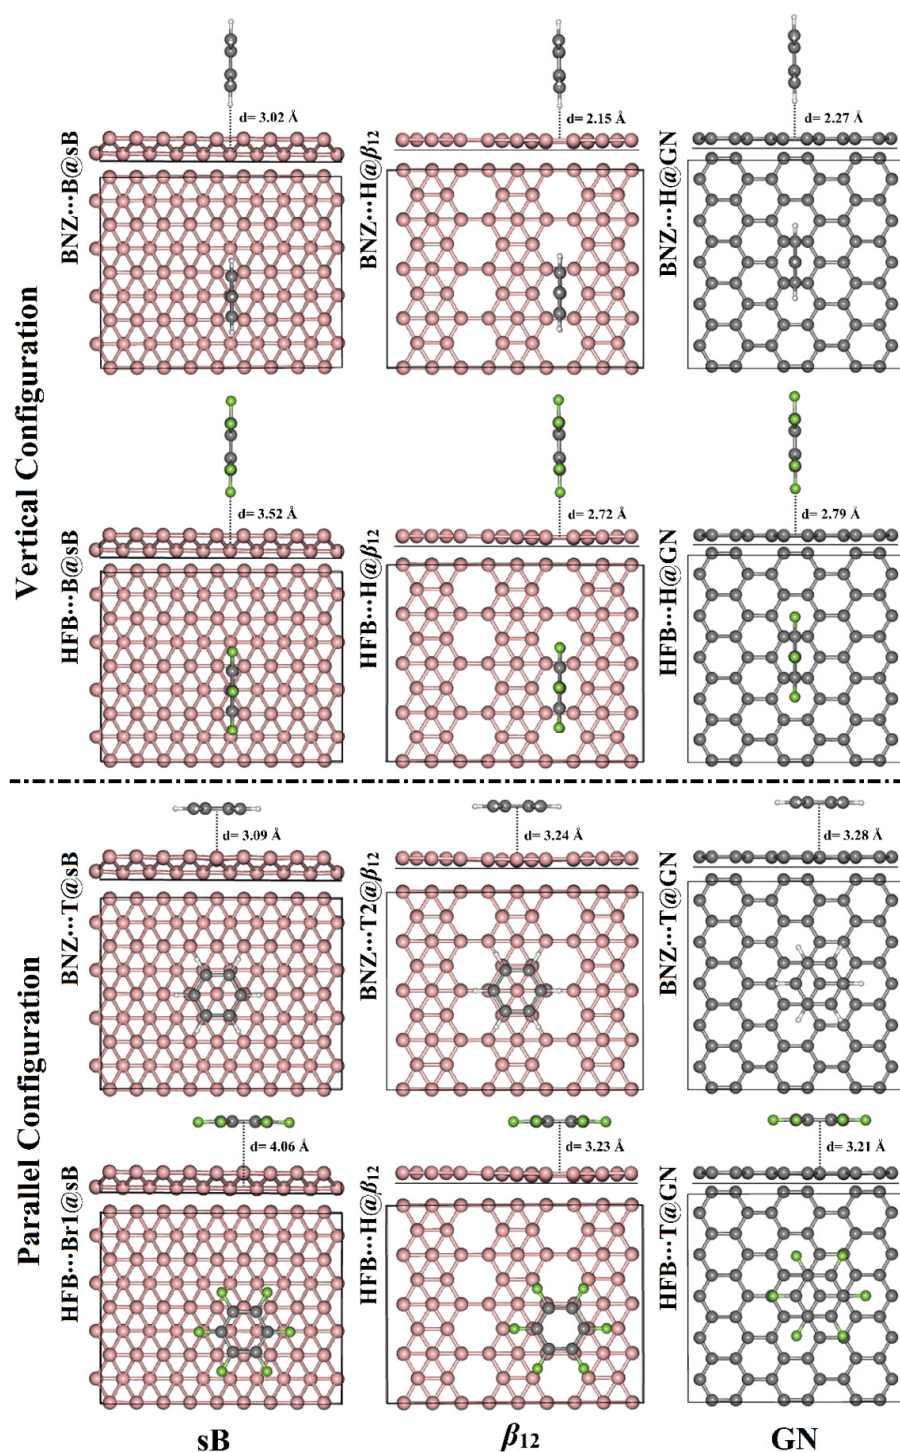 Vertical Configuration
BNZ···B@sB
d= 3.02 Å
BNZ···H@β12
d= 2.15 Å
BNZ···H@GN
d= 2.27 Å
HFB···B@sB
d= 3.52 Å
HFB···H@β12
d= 2.72 Å
HFB···H@GN
d= 2.79 Å
Parallel Configuration
BNZ···T@sB
d= 3.09 Å
BNZ···T2@β12
d= 3.24 Å
BNZ···T@GN
d= 3.28 Å
HFB···Br1@sB
d= 4.06 Å
HFB···H@β12
d= 3.23 Å
HFB···T@GN
d= 3.21 Å
sB
β12
GN